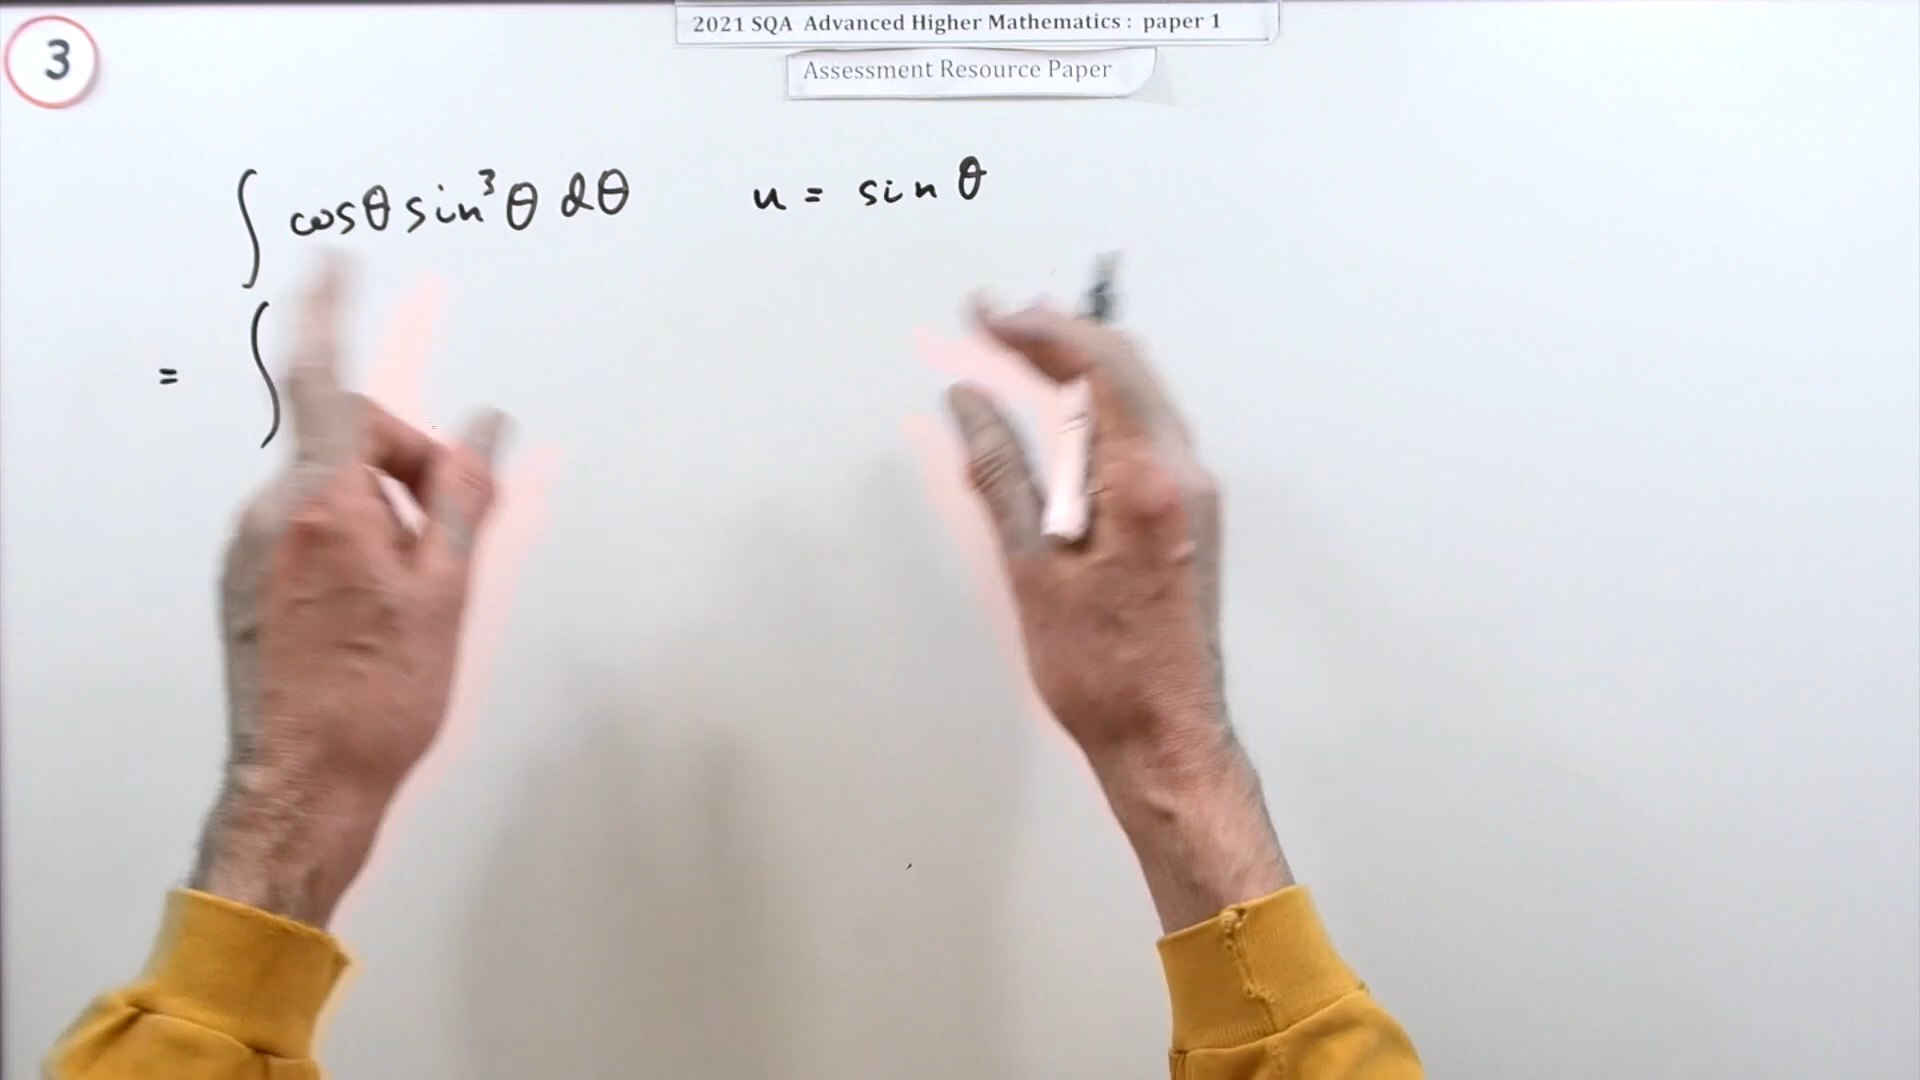 2021 SQA Advanced Higher Mathematics : paper 1
Assessment Resource Paper
3
∫ cosθ sin³θ dθ u = sin θ
= ∫